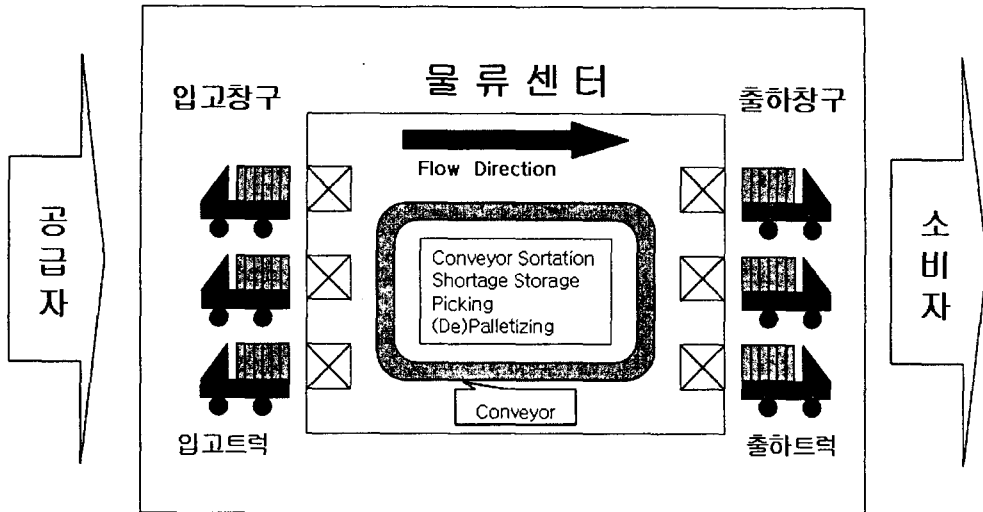 물류센터
입고창구
출하창구
Flow Direction
공급자
소비자
Conveyor Sortation
Shortage Storage
Picking
(De)Palletizing
Conveyor
입고트럭
출하트럭